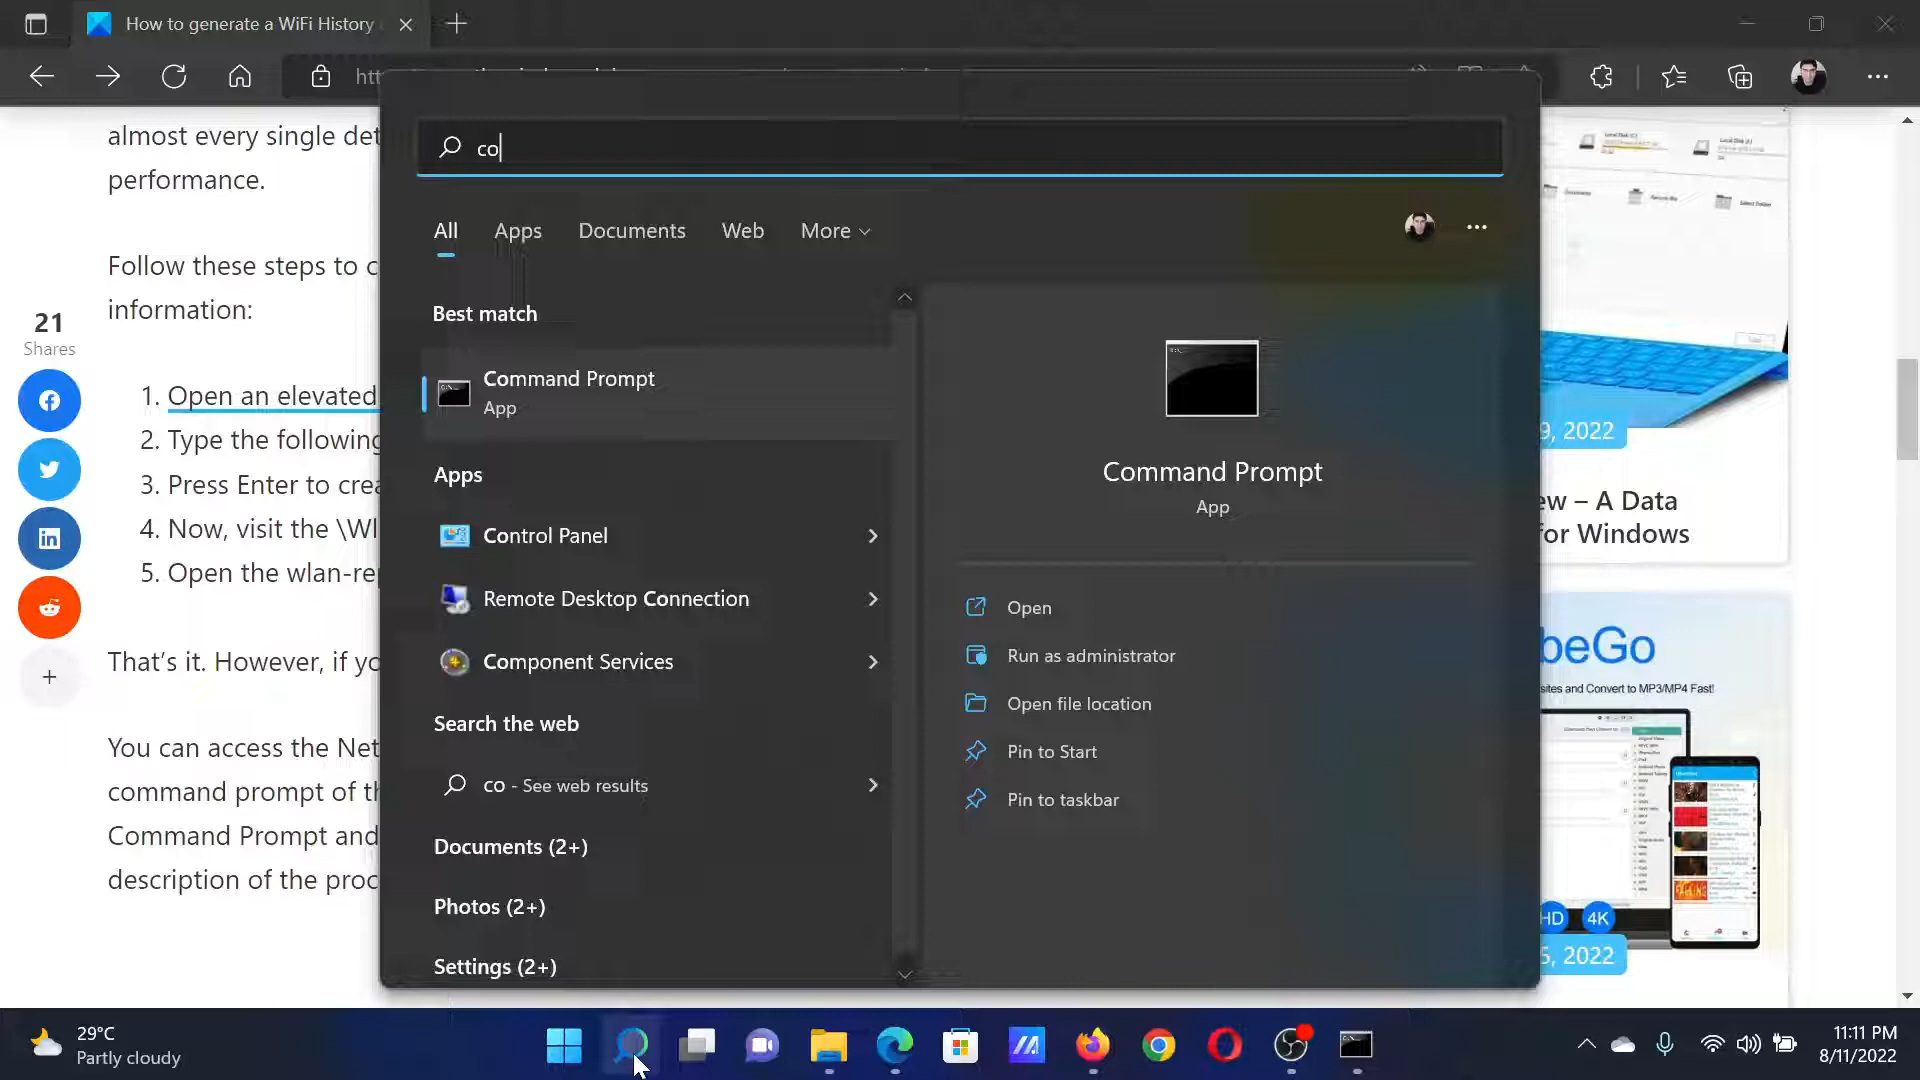 How to generate a WiFi History
htt
almost every single det
performance.
Follow these steps to c
information:
21
Shares
1. Open an elevated
2. Type the following
3. Press Enter to crea
4. Now, visit the \Wl
5. Open the wlan-rep
That's it. However, if yo
You can access the Net
command prompt of th
Command Prompt and
description of the proc
co
All
Apps
Documents
Web
More
Best match
Command Prompt
App
Apps
Control Panel
Remote Desktop Connection
Component Services
Search the web
co - See web results
Documents (2+)
Photos (2+)
Settings (2+)
Command Prompt
App
Open
Run as administrator
Open file location
Pin to Start
Pin to taskbar
9, 2022
ew – A Data
for Windows
beGo
sites and Convert to MP3/MP4 Fast!
HD
4K
5, 2022
29°C
Partly cloudy
11:11 PM
8/11/2022